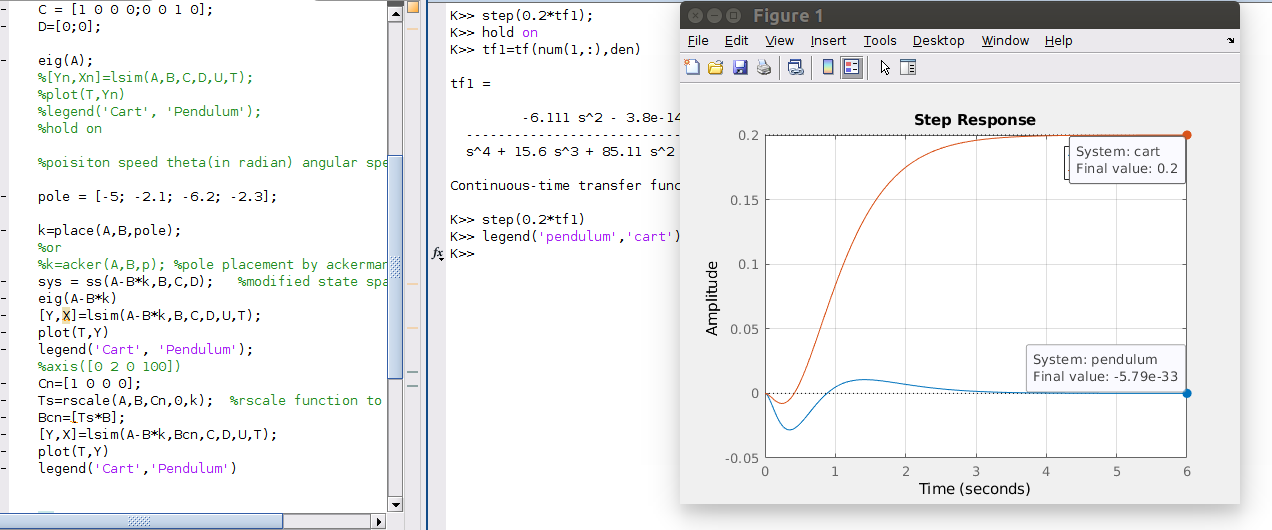 C = [1 0 0 0;0 0 1 0];
D=[0;0];
eig(A);
%[Yn,Xn]=lsim(A,B,C,D,U,T);
%plot(T,Yn)
%legend('Cart', 'Pendulum');
%hold on
%poisiton speed theta(in radian) angular spe
pole = [-5; -2.1; -6.2; -2.3];
k=place(A,B,pole);
%or
%k=acker(A,B,p); %pole placement by ackerman
sys = ss(A-B*k,B,C,D);   %modified state spa
eig(A-B*k)
[Y,X]=lsim(A-B*k,B,C,D,U,T);
plot(T,Y)
legend('Cart', 'Pendulum');
%axis([0 2 0 100])
Cn=[1 0 0 0];
Ts=rscale(A,B,Cn,0,k);  %rscale function to
Bcn=[Ts*B];
[Y,X]=lsim(A-B*k,Bcn,C,D,U,T);
plot(T,Y)
legend('Cart','Pendulum')
K>> step(0.2*tf1);
K>> hold on
K>> tf1=tf(num(1,:),den)
tf1 =
-6.111 s^2 - 3.8e-14
---------------------------
s^4 + 15.6 s^3 + 85.11 s^2
Continuous-time transfer func
K>> step(0.2*tf1)
K>> legend('pendulum','cart')
fx K>>
Figure 1
File Edit View Insert Tools Desktop Window Help
Step Response
System: cart
Final value: 0.2
System: pendulum
Final value: -5.79e-33
Amplitude
0.2
0.15
0.1
0.05
0
-0.05
0 1 2 3 4 5 6
Time (seconds)